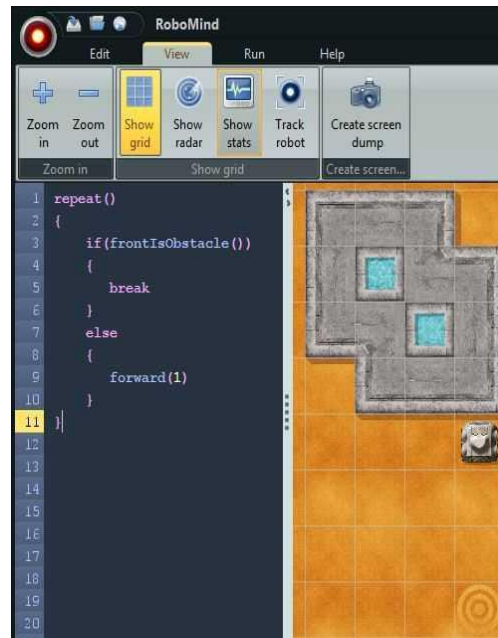 RoboMind
Edit View Run Help
Zoom in Zoom out Show grid Show radar Show stats Track robot Create screen dump
Zoom in Show grid Create screen...
1 repeat()
2 {
3 if(frontIsObstacle())
4 {
5 break
6 }
7 else
8 {
9 forward(1)
10 }
11 }
12
13
14
15
16
17
18
19
20